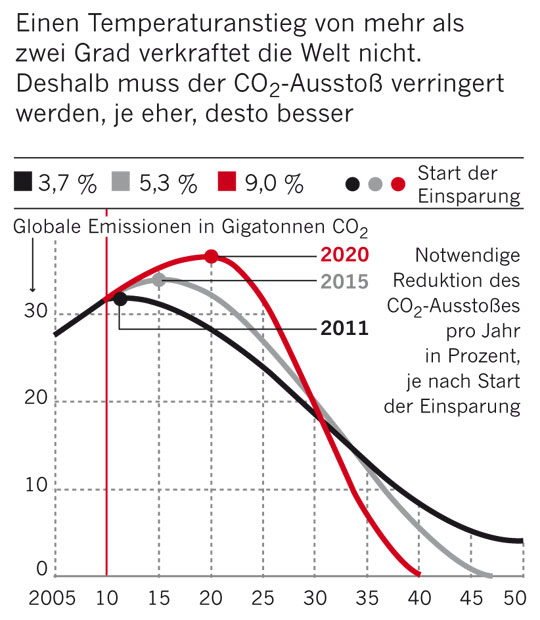 Einen Temperaturanstieg von mehr als
zwei Grad verkraftet die Welt nicht.
Deshalb muss der CO₂-Ausstoß verringert
werden, je eher, desto besser
3,7 %
5,3 %
9,0 %
Start der
Einsparung
Globale Emissionen in Gigatonnen CO₂
2020
2015
2011
Notwendige
Reduktion des
CO₂-Ausstoßes
pro Jahr
in Prozent,
je nach Start
der Einsparung
30
20
10
0
2005 10 15 20 25 30 35 40 45 50